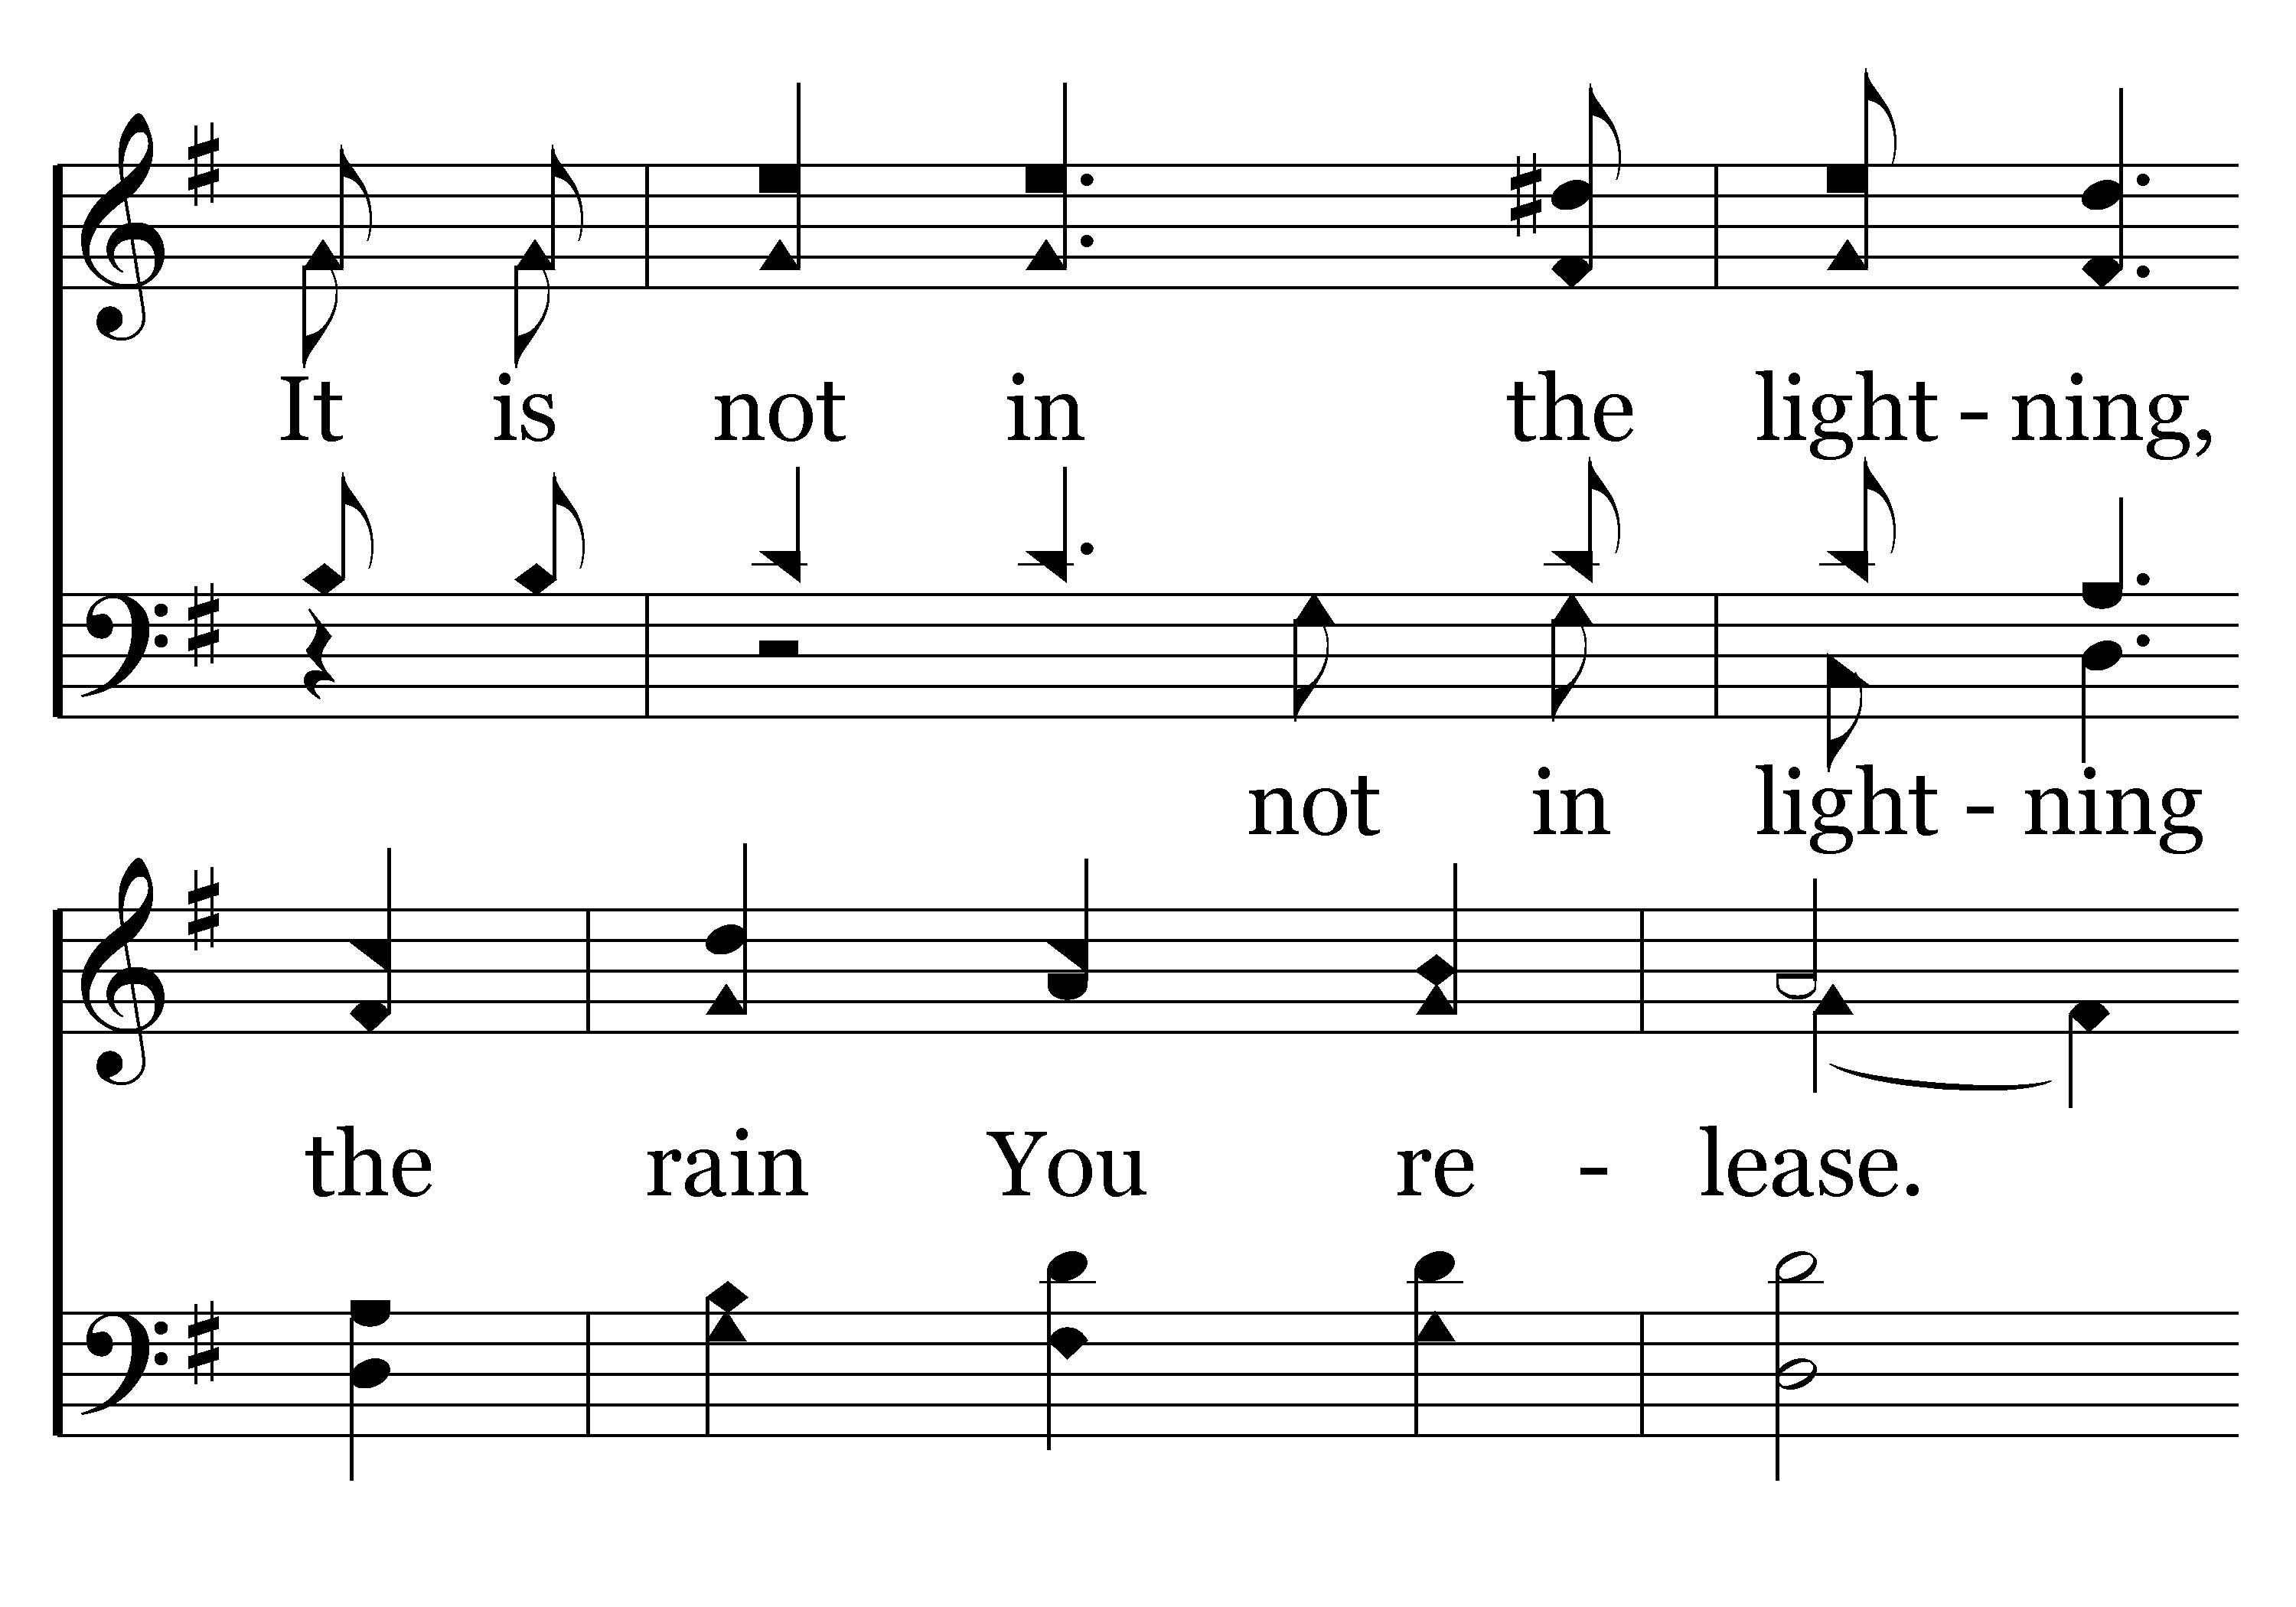 It is not in the light - ning,
not in light - ning
the rain You re - lease.